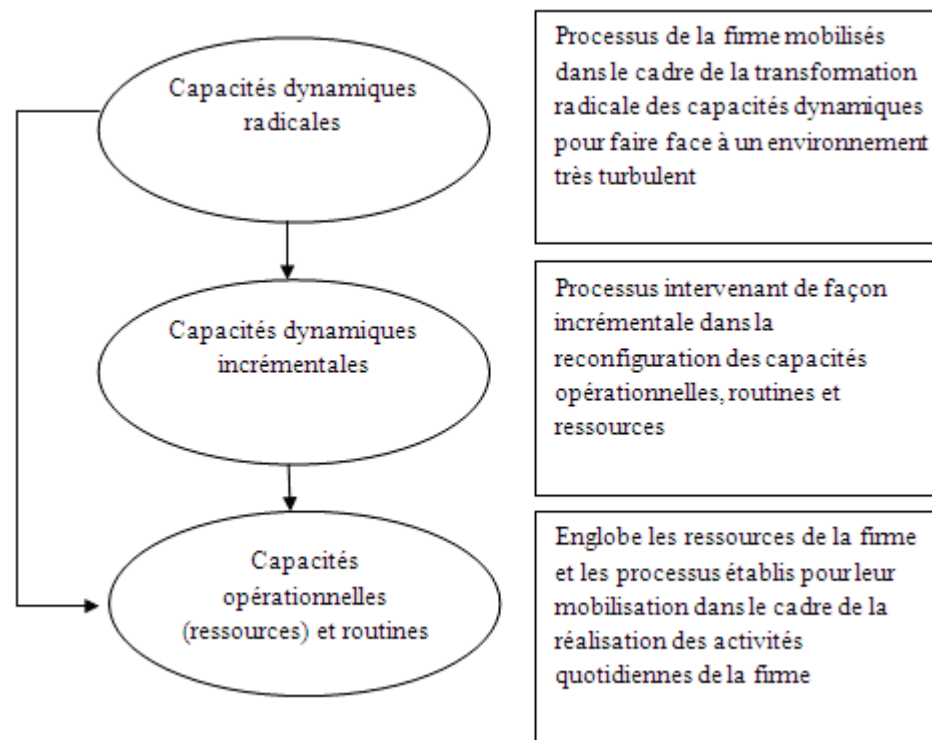 Capacités dynamiques
radicales
Processus de la firme mobilisés
dans le cadre de la transformation
radicale des capacités dynamiques
pour faire face à un environnement
très turbulent
Capacités dynamiques
incrémentales
Processus intervenant de façon
incrémentale dans la
reconfiguration des capacités
opérationnelles, routines et
ressources
Capacités
opérationnelles
(ressources) et routines
Englobe les ressources de la firme
et les processus établis pour leur
mobilisation dans le cadre de la
réalisation des activités
quotidiennes de la firme